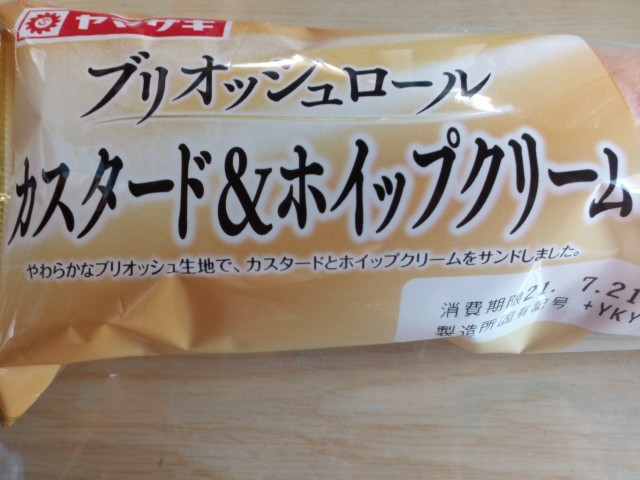 ヤマザキ
ブリオッシュロール
カスタード&ホイップクリーム
やわらかなブリオッシュ生地で、カスタードとホイップクリームをサンドしました。
消費期限21. 7.21
製造所固有記号 +YKY